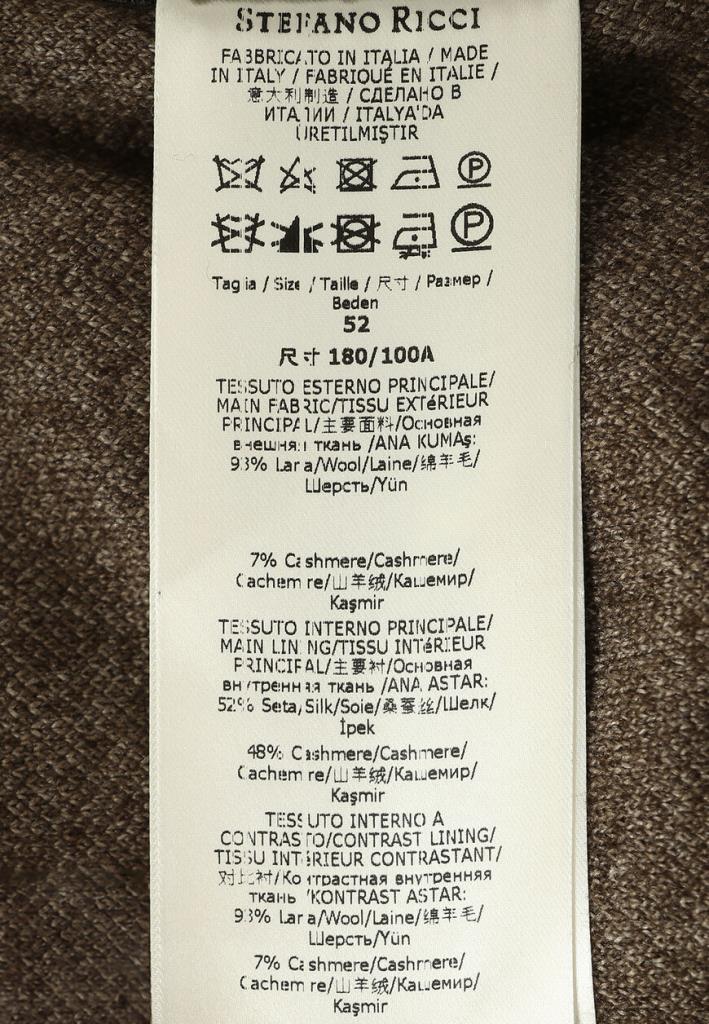 STEFANO RICCI
FABBRICATO IN ITALIA / MADE
IN ITALY / FABRIQUÉ EN ITALIE /
意大利制造 / СДЕЛАНО В
ИТАЛИИ / ITALYA'DA
ÜRETILMIŞTIR
P
P
Taglia / Size / Taille / 尺寸 / Размер /
Beden
52
尺寸 180/100A
TESSUTO ESTERNO PRINCIPALE/
MAIN FABRIC/TISSU EXTéRIEUR
PRINCIPAL/主要面料/Основная
внешняя ткань /ANA KUMAş:
93% Lana/Wool/Laine/绵羊毛/
Шерсть/Yün
7% Cashmere/Cashmere/
Cachemire/山羊绒/Кашемир/
Kaşmir
TESSUTO INTERNO PRINCIPALE/
MAIN LINING/TISSU INTéRIEUR
PRINCIPAL/主要衬/Основная
внутренняя ткань /ANA ASTAR:
52% Seta/Silk/Soie/桑蚕丝/Шелк/
İpek
48% Cashmere/Cashmere/
Cachemire/山羊绒/Кашемир/
Kaşmir
TESSUTO INTERNO A
CONTRASTO/CONTRAST LINING/
TISSU INTéRIEUR CONTRASTANT/
对比衬/Контрастная внутренняя
ткань /KONTRAST ASTAR:
93% Lana/Wool/Laine/绵羊毛/
Шерсть/Yün
7% Cashmere/Cashmere/
Cachemire/山羊绒/Кашемир/
Kaşmir